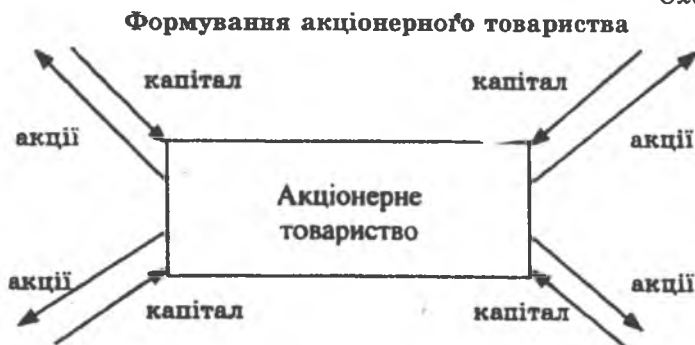 Формування акціонерного товариства
капітал капітал
акції акції
Акціонерне
товариство
акції акції
капітал капітал